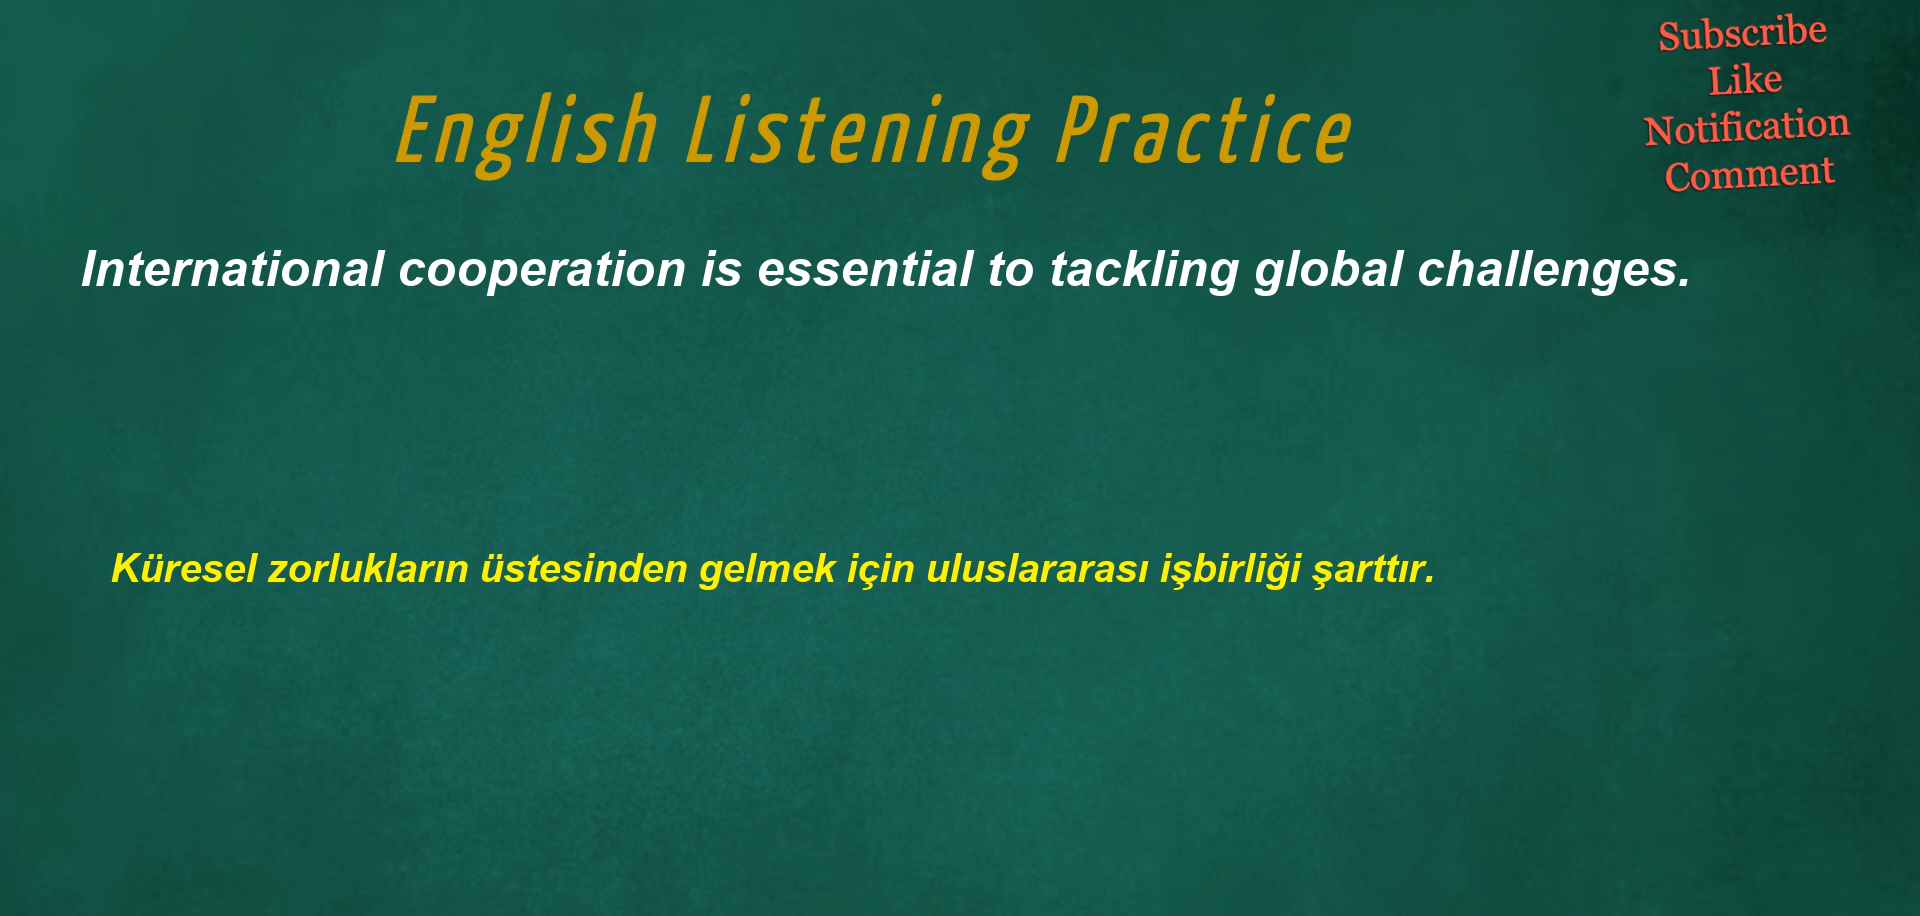 Subscribe
Like
Notification
Comment
English Listening Practice
International cooperation is essential to tackling global challenges.
Küresel zorlukların üstesinden gelmek için uluslararası işbirliği şarttır.